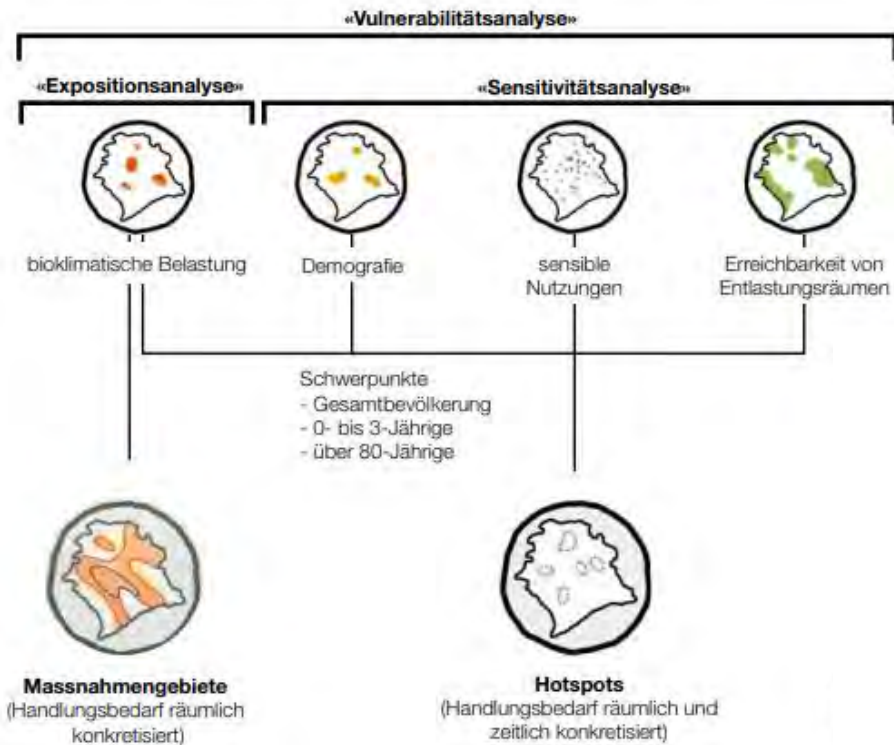 «Vulnerabilitätsanalyse»
«Expositionsanalyse»
«Sensitivitätsanalyse»
bioklimatische Belastung
Demografie
sensible
Nutzungen
Erreichbarkeit von
Entlastungsräumen
Schwerpunkte
- Gesamtbevölkerung
- 0- bis 3-Jährige
- über 80-Jährige
Massnahmengebiete
(Handlungsbedarf räumlich
konkretisiert)
Hotspots
(Handlungsbedarf räumlich und
zeitlich konkretisiert)